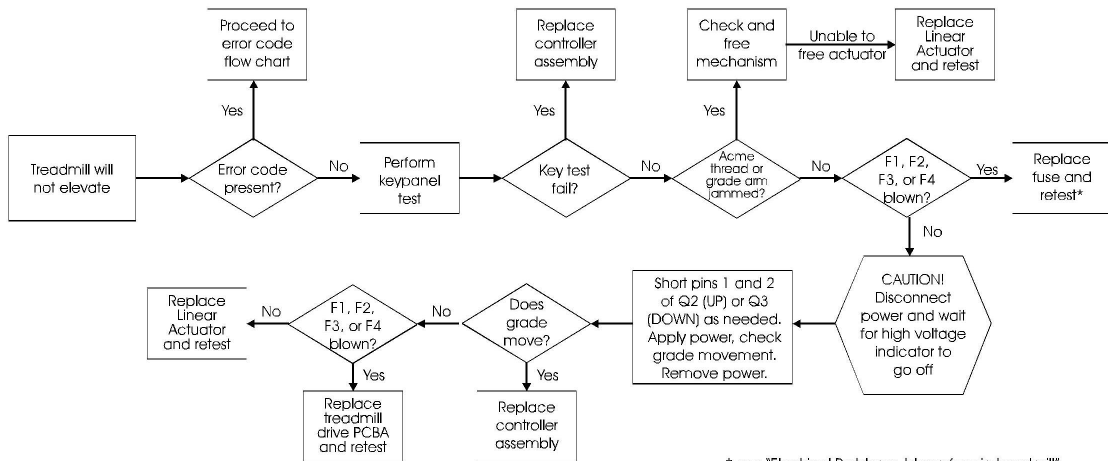 Proceed to
error code
flow chart
Replace
controller
assembly
Check and
free
mechanism
Unable to
free actuator
Replace
Linear
Actuator
and retest
Yes
Yes
Yes
Treadmill will
not elevate
Error code
present?
No
Perform
keypanel
test
Key test
fail?
No
Acme
thread or
grade arm
jammed?
No
F1, F2,
F3, or F4
blown?
Yes
Replace
fuse and
retest*
No
CAUTION!
Disconnect
power and wait
for high voltage
indicator to
go off
Short pins 1 and 2
of Q2 (UP) or Q3
(DOWN) as needed.
Apply power, check
grade movement.
Remove power.
Does
grade
move?
No
F1, F2,
F3, or F4
blown?
No
Replace
Linear
Actuator
and retest
Yes
Yes
Replace
treadmill
drive PCBA
and retest
Replace
controller
assembly